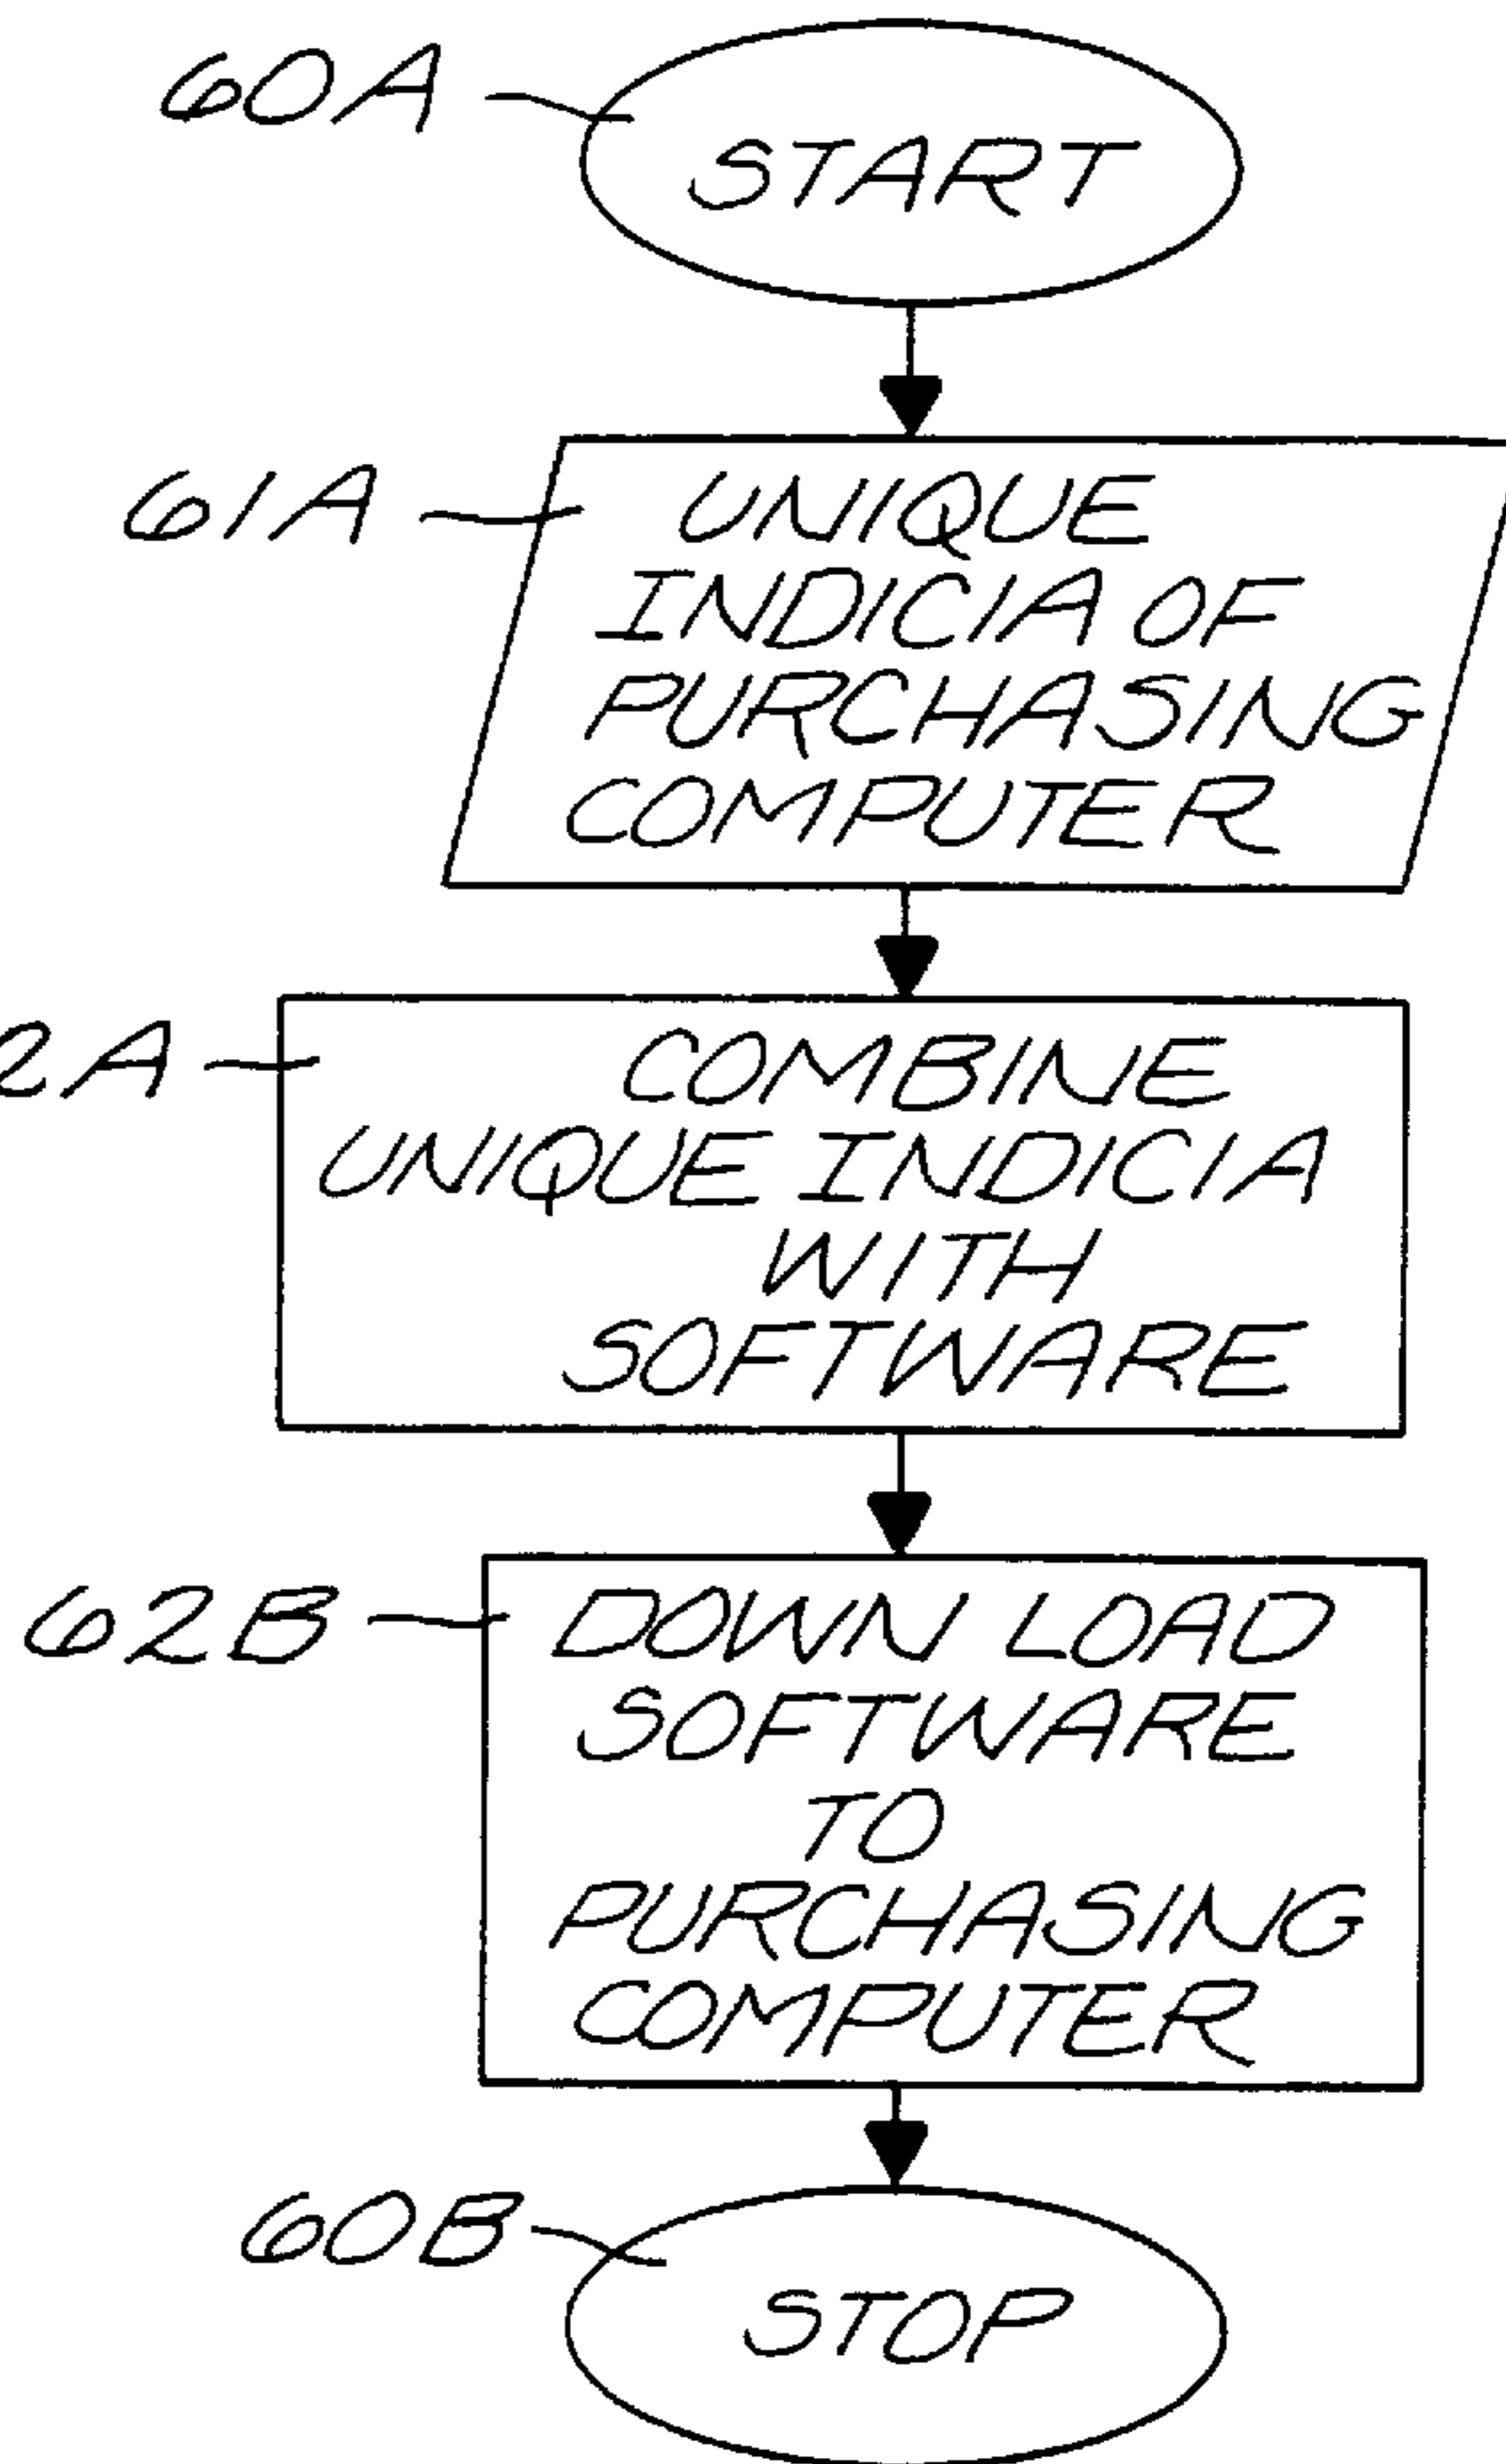 60A
START
61A
UNIQUE
INDICIA OF
PURCHASING
COMPUTER
2A
COMBINE
UNIQUE INDICIA
WITH
SOFTWARE
62B
DOWN LOAD
SOFTWARE
TO
PURCHASING
COMPUTER
60B
STOP